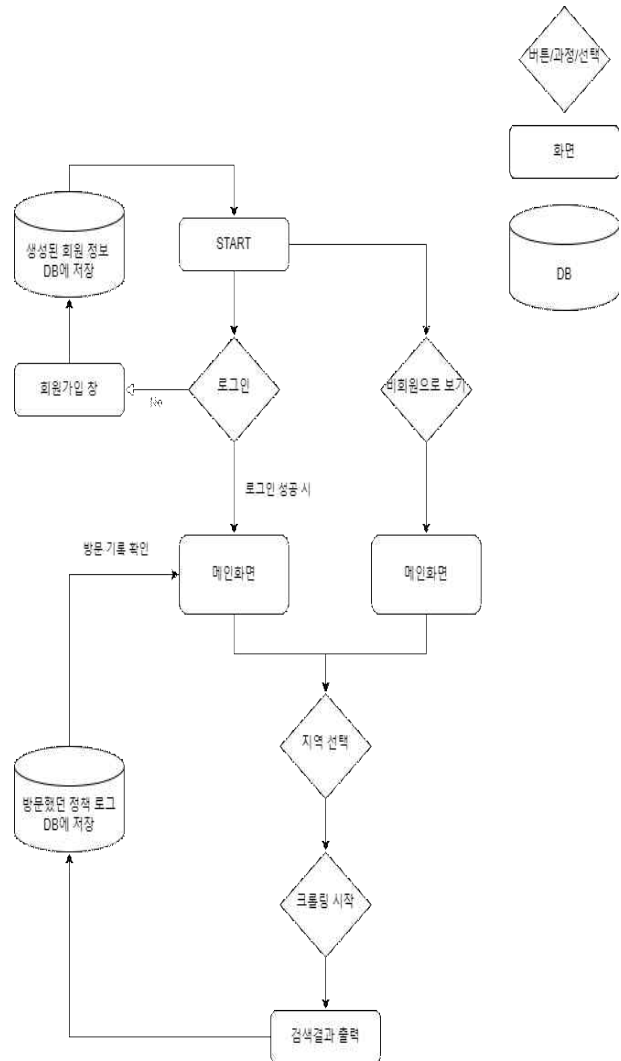 버튼/과정/선택
화면
DB
START
생성된 회원 정보
DB에 저장
회원가입 창
No
로그인
비회원으로 보기
로그인 성공 시
방문 기록 확인
메인화면
메인화면
지역 선택
방문했던 정책 로그
DB에 저장
크롤링 시작
검색결과 출력